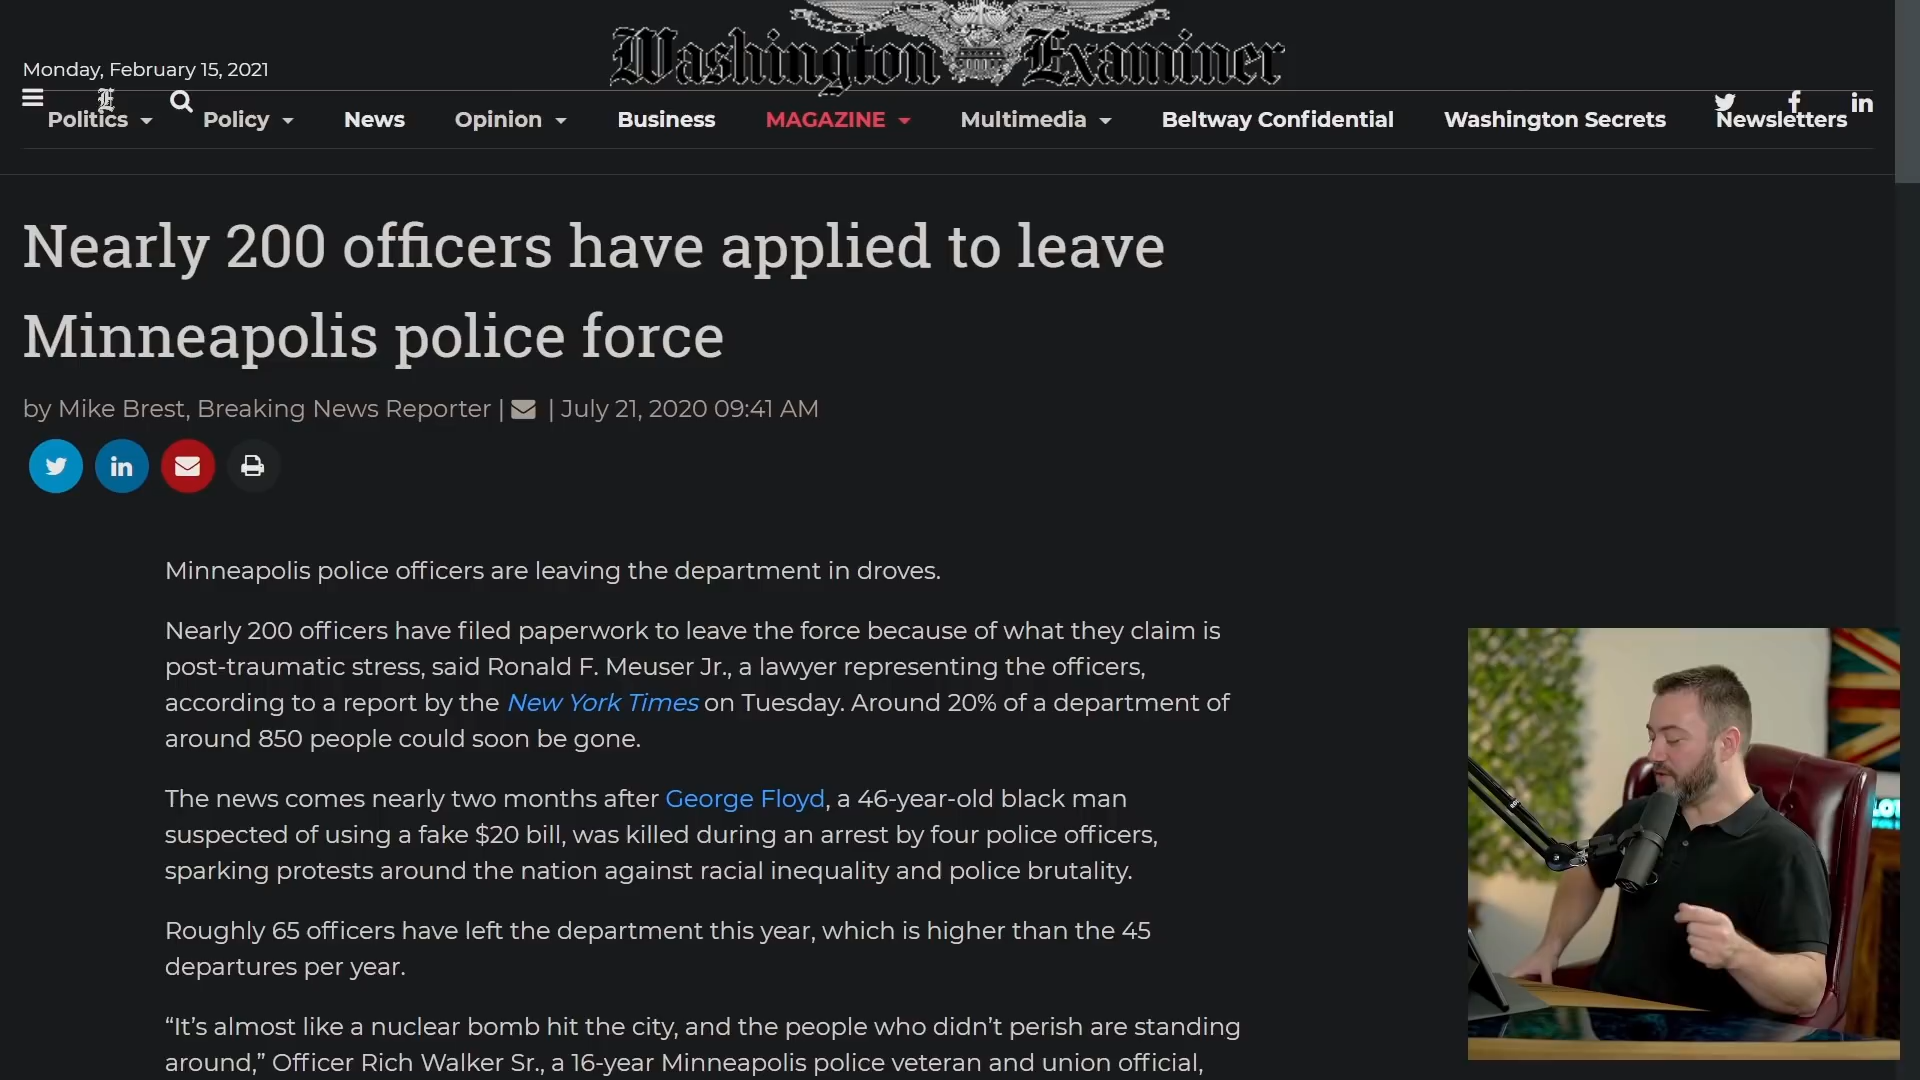 Washington Examiner
Monday, February 15, 2021
Politics Policy News Opinion Business MAGAZINE Multimedia Beltway Confidential Washington Secrets Newsletters
Nearly 200 officers have applied to leave
Minneapolis police force
by Mike Brest, Breaking News Reporter | | July 21, 2020 09:41 AM
Minneapolis police officers are leaving the department in droves.
Nearly 200 officers have filed paperwork to leave the force because of what they claim is
post-traumatic stress, said Ronald F. Meuser Jr., a lawyer representing the officers,
according to a report by the New York Times on Tuesday. Around 20% of a department of
around 850 people could soon be gone.
The news comes nearly two months after George Floyd, a 46-year-old black man
suspected of using a fake $20 bill, was killed during an arrest by four police officers,
sparking protests around the nation against racial inequality and police brutality.
Roughly 65 officers have left the department this year, which is higher than the 45
departures per year.
“It’s almost like a nuclear bomb hit the city, and the people who didn’t perish are standing
around,” Officer Rich Walker Sr., a 16-year Minneapolis police veteran and union official,